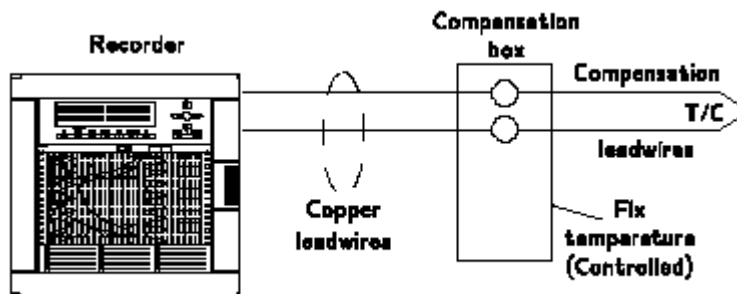 Recorder
Compensation
box
Compensation
T/C
leadwires
Copper
leadwires
Fix
temperature
(Controlled)